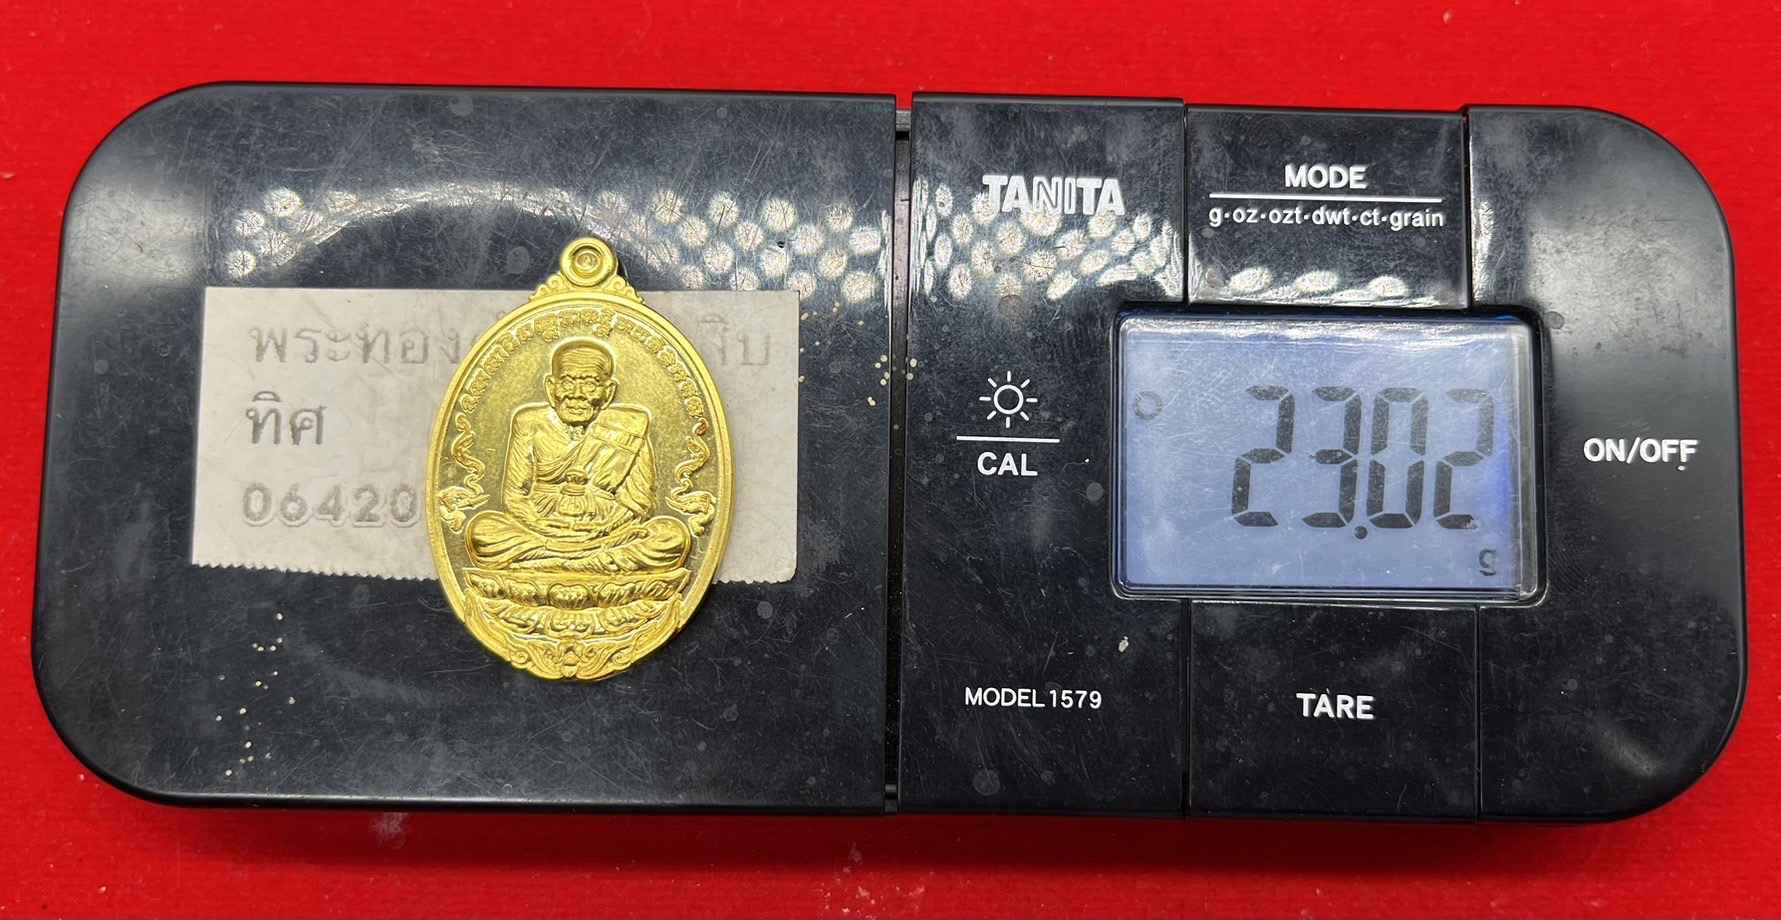 พระทอง
ทิศ
06420
TANITA
MODE
g·oz·ozt·dwt·ct·grain
CAL
23.02
g
ON/OFF
MODEL 1579
TARE